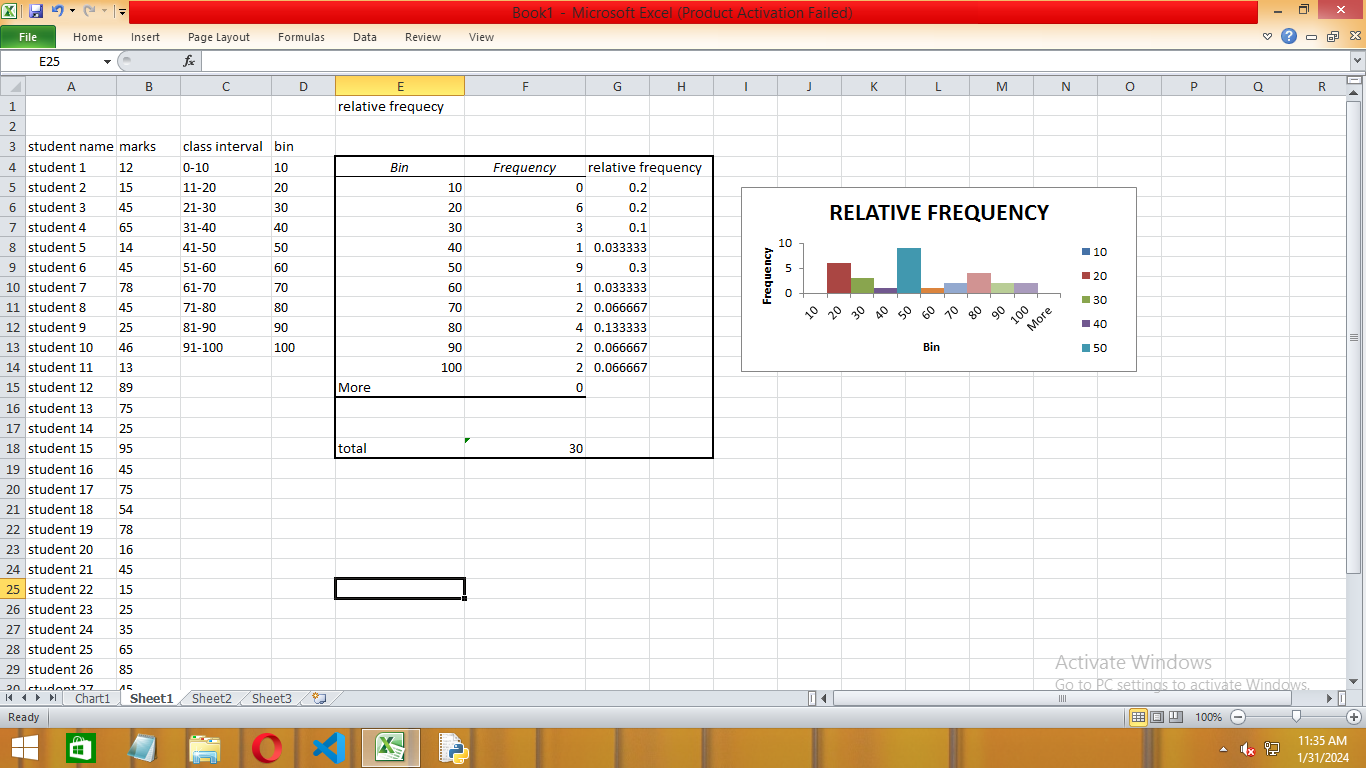 Book1 - Microsoft Excel (Product Activation Failed)
File Home Insert Page Layout Formulas Data Review View
E25 fx
A B C D E F G H I J K L M N O P Q R
1 relative frequecy
2
3 student name marks class interval bin
4 student 1 12 0-10 10 Bin Frequency relative frequency
5 student 2 15 11-20 20 10 0 0.2
6 student 3 45 21-30 30 20 6 0.2
7 student 4 65 31-40 40 30 3 0.1
8 student 5 14 41-50 50 40 1 0.033333
9 student 6 45 51-60 60 50 9 0.3
10 student 7 78 61-70 70 60 1 0.033333
11 student 8 45 71-80 80 70 2 0.066667
12 student 9 25 81-90 90 80 4 0.133333
13 student 10 46 91-100 100 90 2 0.066667
14 student 11 13 100 2 0.066667
15 student 12 89 More 0
16 student 13 75
17 student 14 25
18 student 15 95 total 30
19 student 16 45
20 student 17 75
21 student 18 54
22 student 19 78
23 student 20 16
24 student 21 45
25 student 22 15
26 student 23 25
27 student 24 35
28 student 25 65
29 student 26 85
30 student 27 45
RELATIVE FREQUENCY
Frequency
10
5
0
10 20 30 40 50 60 70 80 90 100 More
Bin
10
20
30
40
50
Activate Windows
Go to PC settings to activate Windows.
Chart1 Sheet1 Sheet2 Sheet3
Ready 100%
11:35 AM
1/31/2024